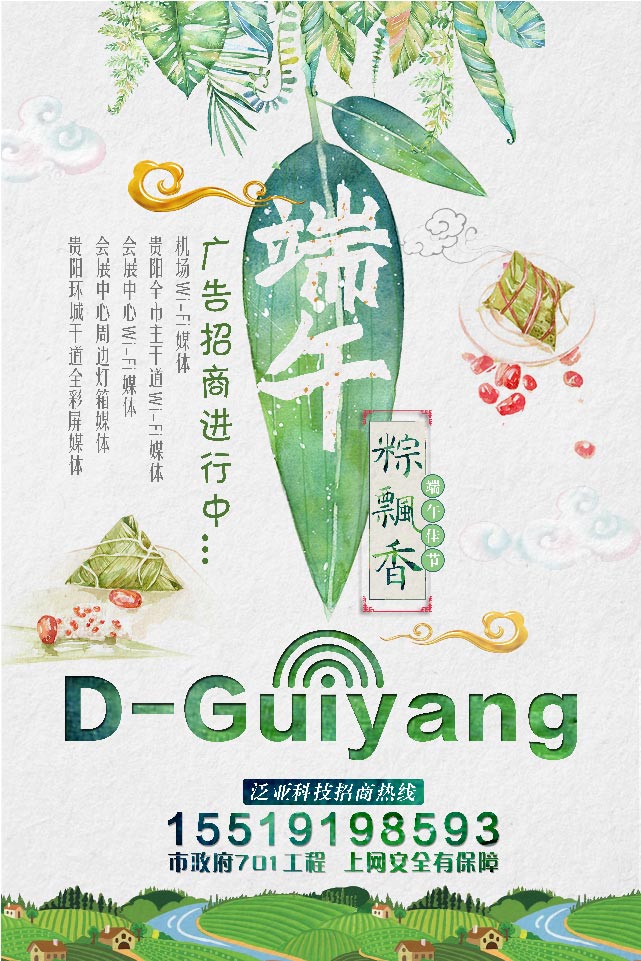 端午
粽飘香
端午佳节
广告招商进行中...
机场Wi-Fi媒体
贵阳全市主干道Wi-Fi媒体
会展中心Wi-Fi媒体
会展中心周边灯箱媒体
贵阳环城干道全彩屏媒体
D-Guiyang
泛亚科技招商热线
15519198593
市政府701工程 上网安全有保障